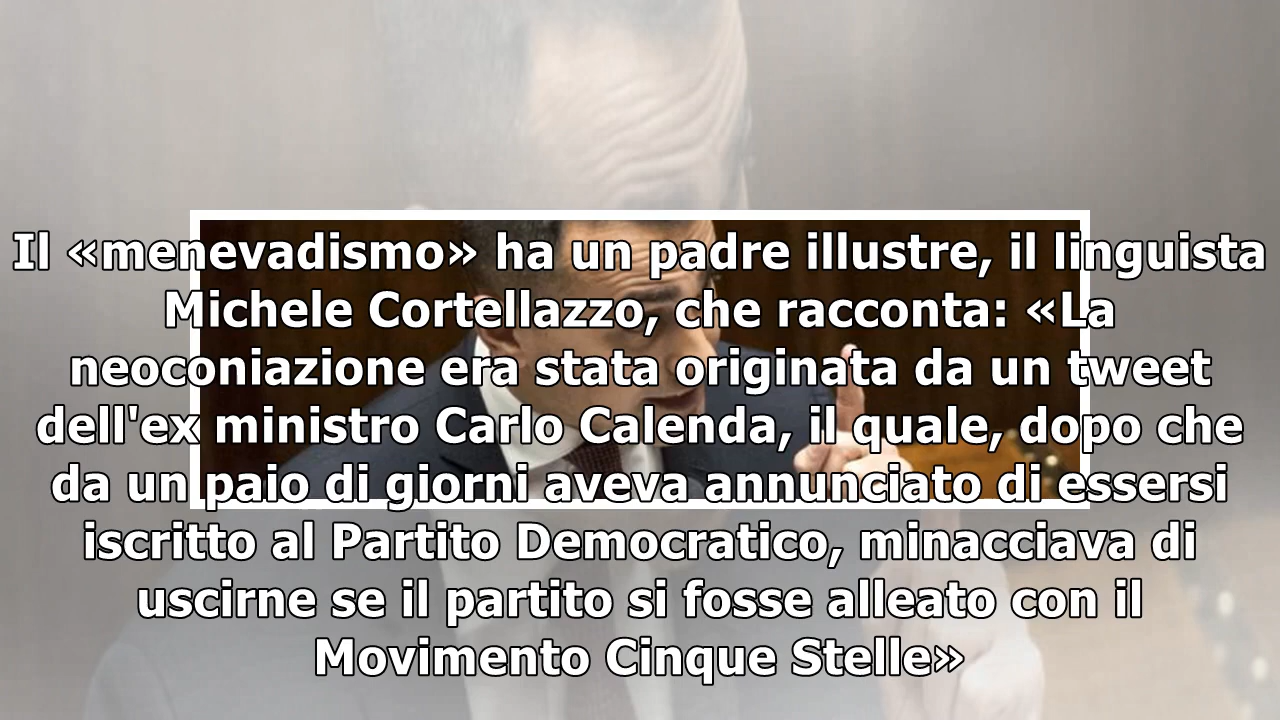 Il «menevadismo» ha un padre illustre, il linguista
Michele Cortellazzo, che racconta: «La
neoconiazione era stata originata da un tweet
dell'ex ministro Carlo Calenda, il quale, dopo che
da un paio di giorni aveva annunciato di essersi
iscritto al Partito Democratico, minacciava di
uscirne se il partito si fosse alleato con il
Movimento Cinque Stelle»